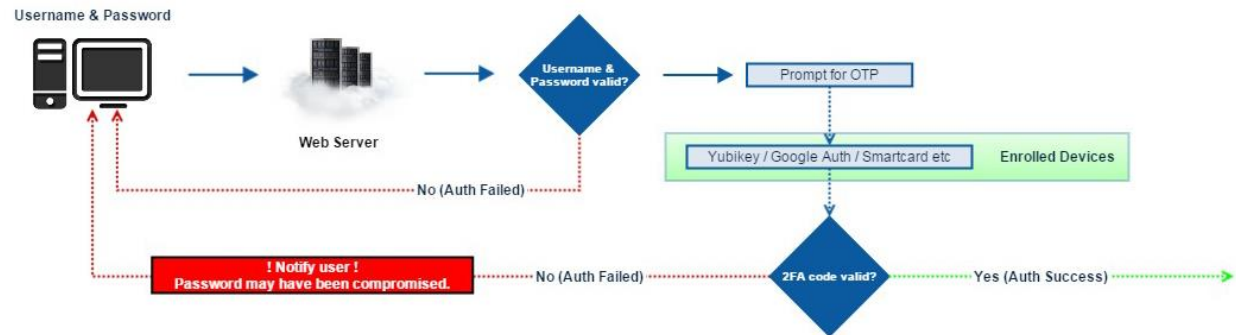 Username & Password
Username &
Password valid?
Prompt for OTP
Web Server
Yubikey / Google Auth / Smartcard etc
Enrolled Devices
No (Auth Failed)
! Notify user !
Password may have been compromised.
No (Auth Failed)
2FA code valid?
Yes (Auth Success)